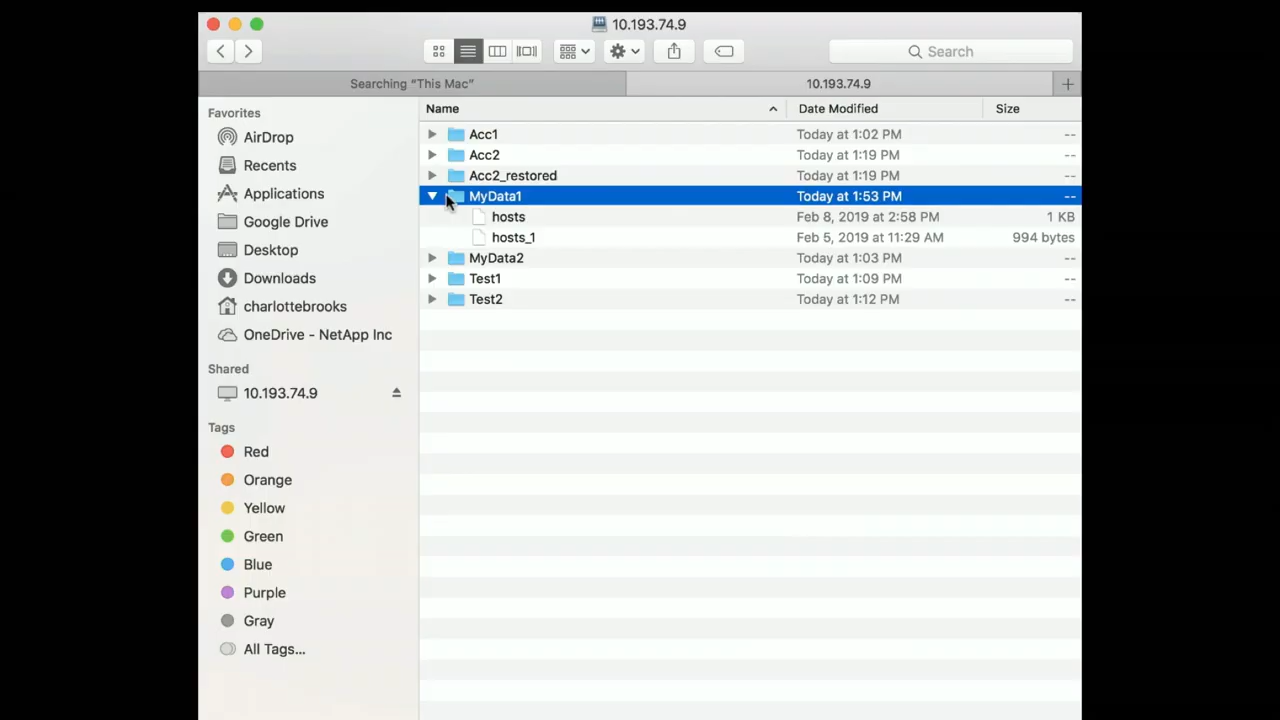 10.193.74.9
Search
Searching "This Mac"
10.193.74.9
Name
Date Modified
Size
Favorites
AirDrop
Recents
Applications
Google Drive
Desktop
Downloads
charlottebrooks
OneDrive - NetApp Inc
Shared
10.193.74.9
Tags
Red
Orange
Yellow
Green
Blue
Purple
Gray
All Tags...
Acc1 Today at 1:02 PM --
Acc2 Today at 1:19 PM --
Acc2_restored Today at 1:19 PM --
MyData1 Today at 1:53 PM --
hosts Feb 8, 2019 at 2:58 PM 1 KB
hosts_1 Feb 5, 2019 at 11:29 AM 994 bytes
MyData2 Today at 1:03 PM --
Test1 Today at 1:09 PM --
Test2 Today at 1:12 PM --